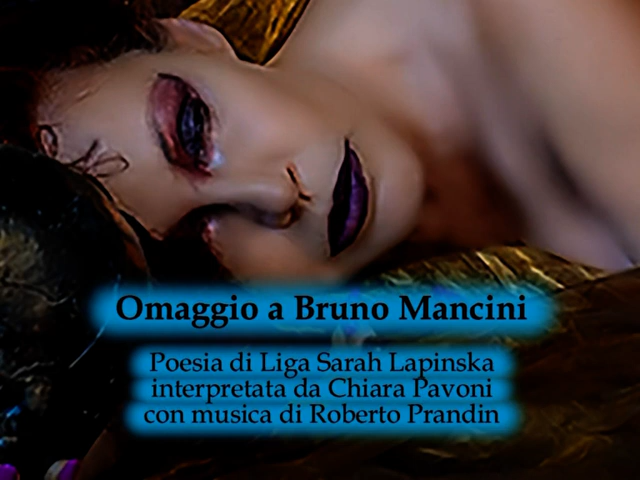 Omaggio a Bruno Mancini
Poesia di Liga Sarah Lapinska
interpretata da Chiara Pavoni
con musica di Roberto Prandin